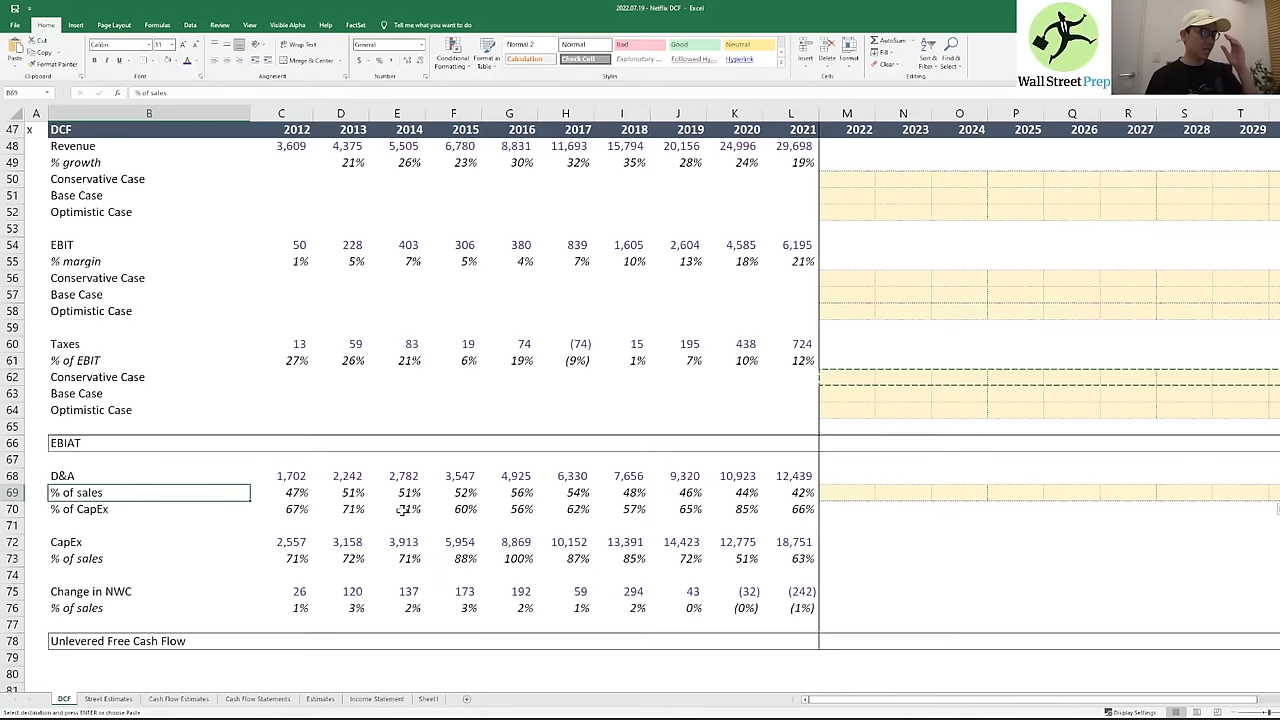 2022.07.19 - Netflix DCF - Excel
File Home Insert Page Layout Formulas Data Review View Visible Alpha Help FactSet Tell me what you want to do
Cut
Copy
Paste
Format Painter
Calibri 11
B I U
Wrap Text
Merge & Center
General
$ % ,
Conditional Formatting
Format as Table
Normal 2 Normal Bad Good Neutral
Calculation Check Cell Explanatory ... Followed Hy... Hyperlink
Insert Delete Format
AutoSum
Fill
Clear
Sort & Filter
Find & Select
Clipboard Font Alignment Number Styles Cells Editing
Wall Street Prep
B69 fx % of sales
A B C D E F G H I J K L M N O P Q R S T
47 x DCF 2012 2013 2014 2015 2016 2017 2018 2019 2020 2021 2022 2023 2024 2025 2026 2027 2028 2029
48 Revenue 3,609 4,375 5,505 6,780 8,831 11,693 15,794 20,156 24,996 29,698
49 % growth 21% 26% 23% 30% 32% 35% 28% 24% 19%
50 Conservative Case
51 Base Case
52 Optimistic Case
53
54 EBIT 50 228 403 306 380 839 1,605 2,604 4,585 6,195
55 % margin 1% 5% 7% 5% 4% 7% 10% 13% 18% 21%
56 Conservative Case
57 Base Case
58 Optimistic Case
59
60 Taxes 13 59 83 19 74 (74) 15 195 438 724
61 % of EBIT 27% 26% 21% 6% 19% (9%) 1% 7% 10% 12%
62 Conservative Case
63 Base Case
64 Optimistic Case
65
66 EBIAT
67
68 D&A 1,702 2,242 2,782 3,547 4,925 6,330 7,656 9,320 10,923 12,439
69 % of sales 47% 51% 51% 52% 56% 54% 48% 46% 44% 42%
70 % of CapEx 67% 71% 60% 56% 62% 57% 65% 85% 66%
71
72 CapEx 2,557 3,158 3,913 5,954 8,869 10,152 13,391 14,423 12,775 18,751
73 % of sales 71% 72% 71% 88% 100% 87% 85% 72% 51% 63%
74
75 Change in NWC 26 120 137 173 192 59 294 43 (32) (242)
76 % of sales 1% 3% 2% 3% 2% 1% 2% 0% (0%) (1%)
77
78 Unlevered Free Cash Flow
79
80
81
DCF Street Estimates Cash Flow Estimates Cash Flow Statements Estimates Income Statement Sheet1
Select destination and press ENTER or choose Paste Display Settings